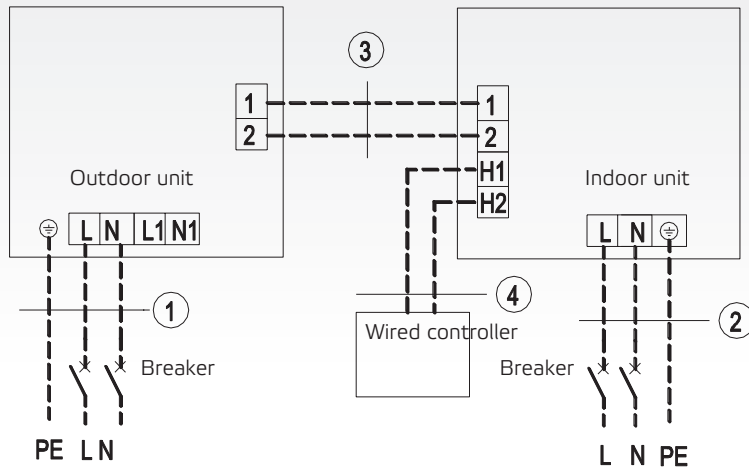 3
1
1
2
2
H1
Outdoor unit
Indoor unit
H2
L N L1 N1
L N
1
4
2
Wired controller
Breaker
Breaker
PE L N
L N PE